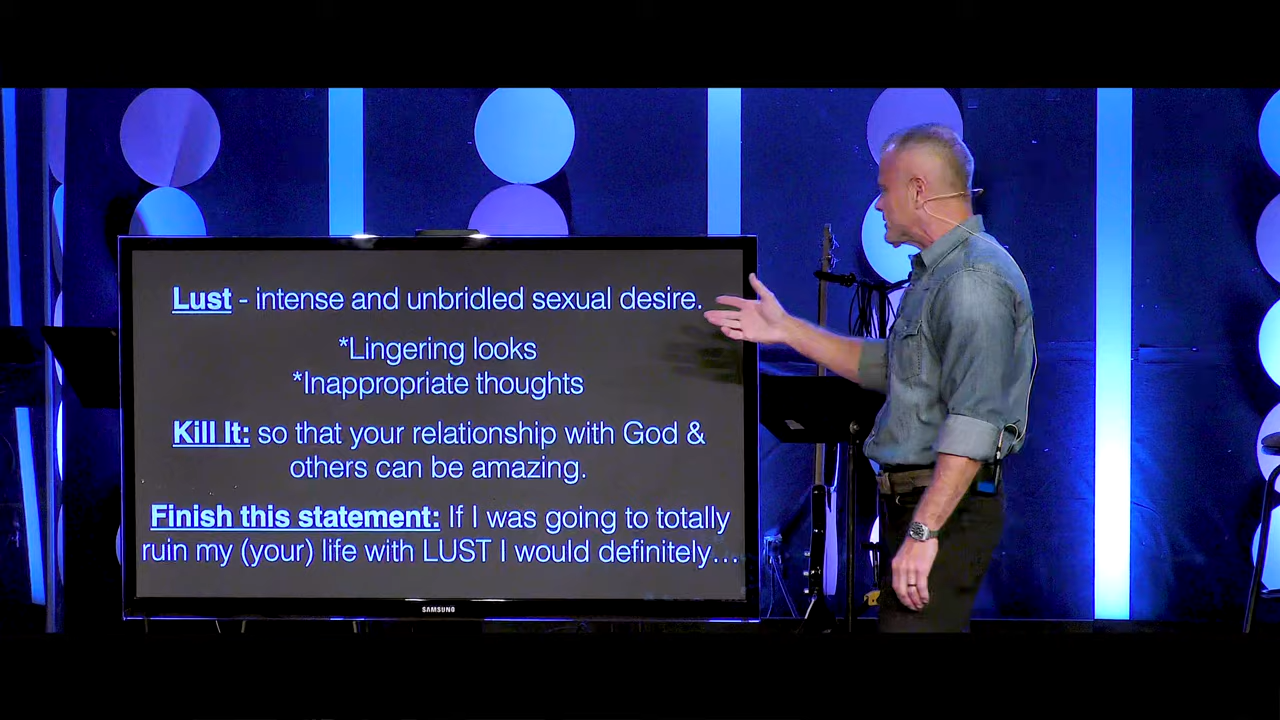 Lust - intense and unbridled sexual desire.
*Lingering looks
*Inappropriate thoughts
Kill It: so that your relationship with God &
others can be amazing.
Finish this statement: If I was going to totally
ruin my (your) life with LUST I would definitely…
SAMSUNG